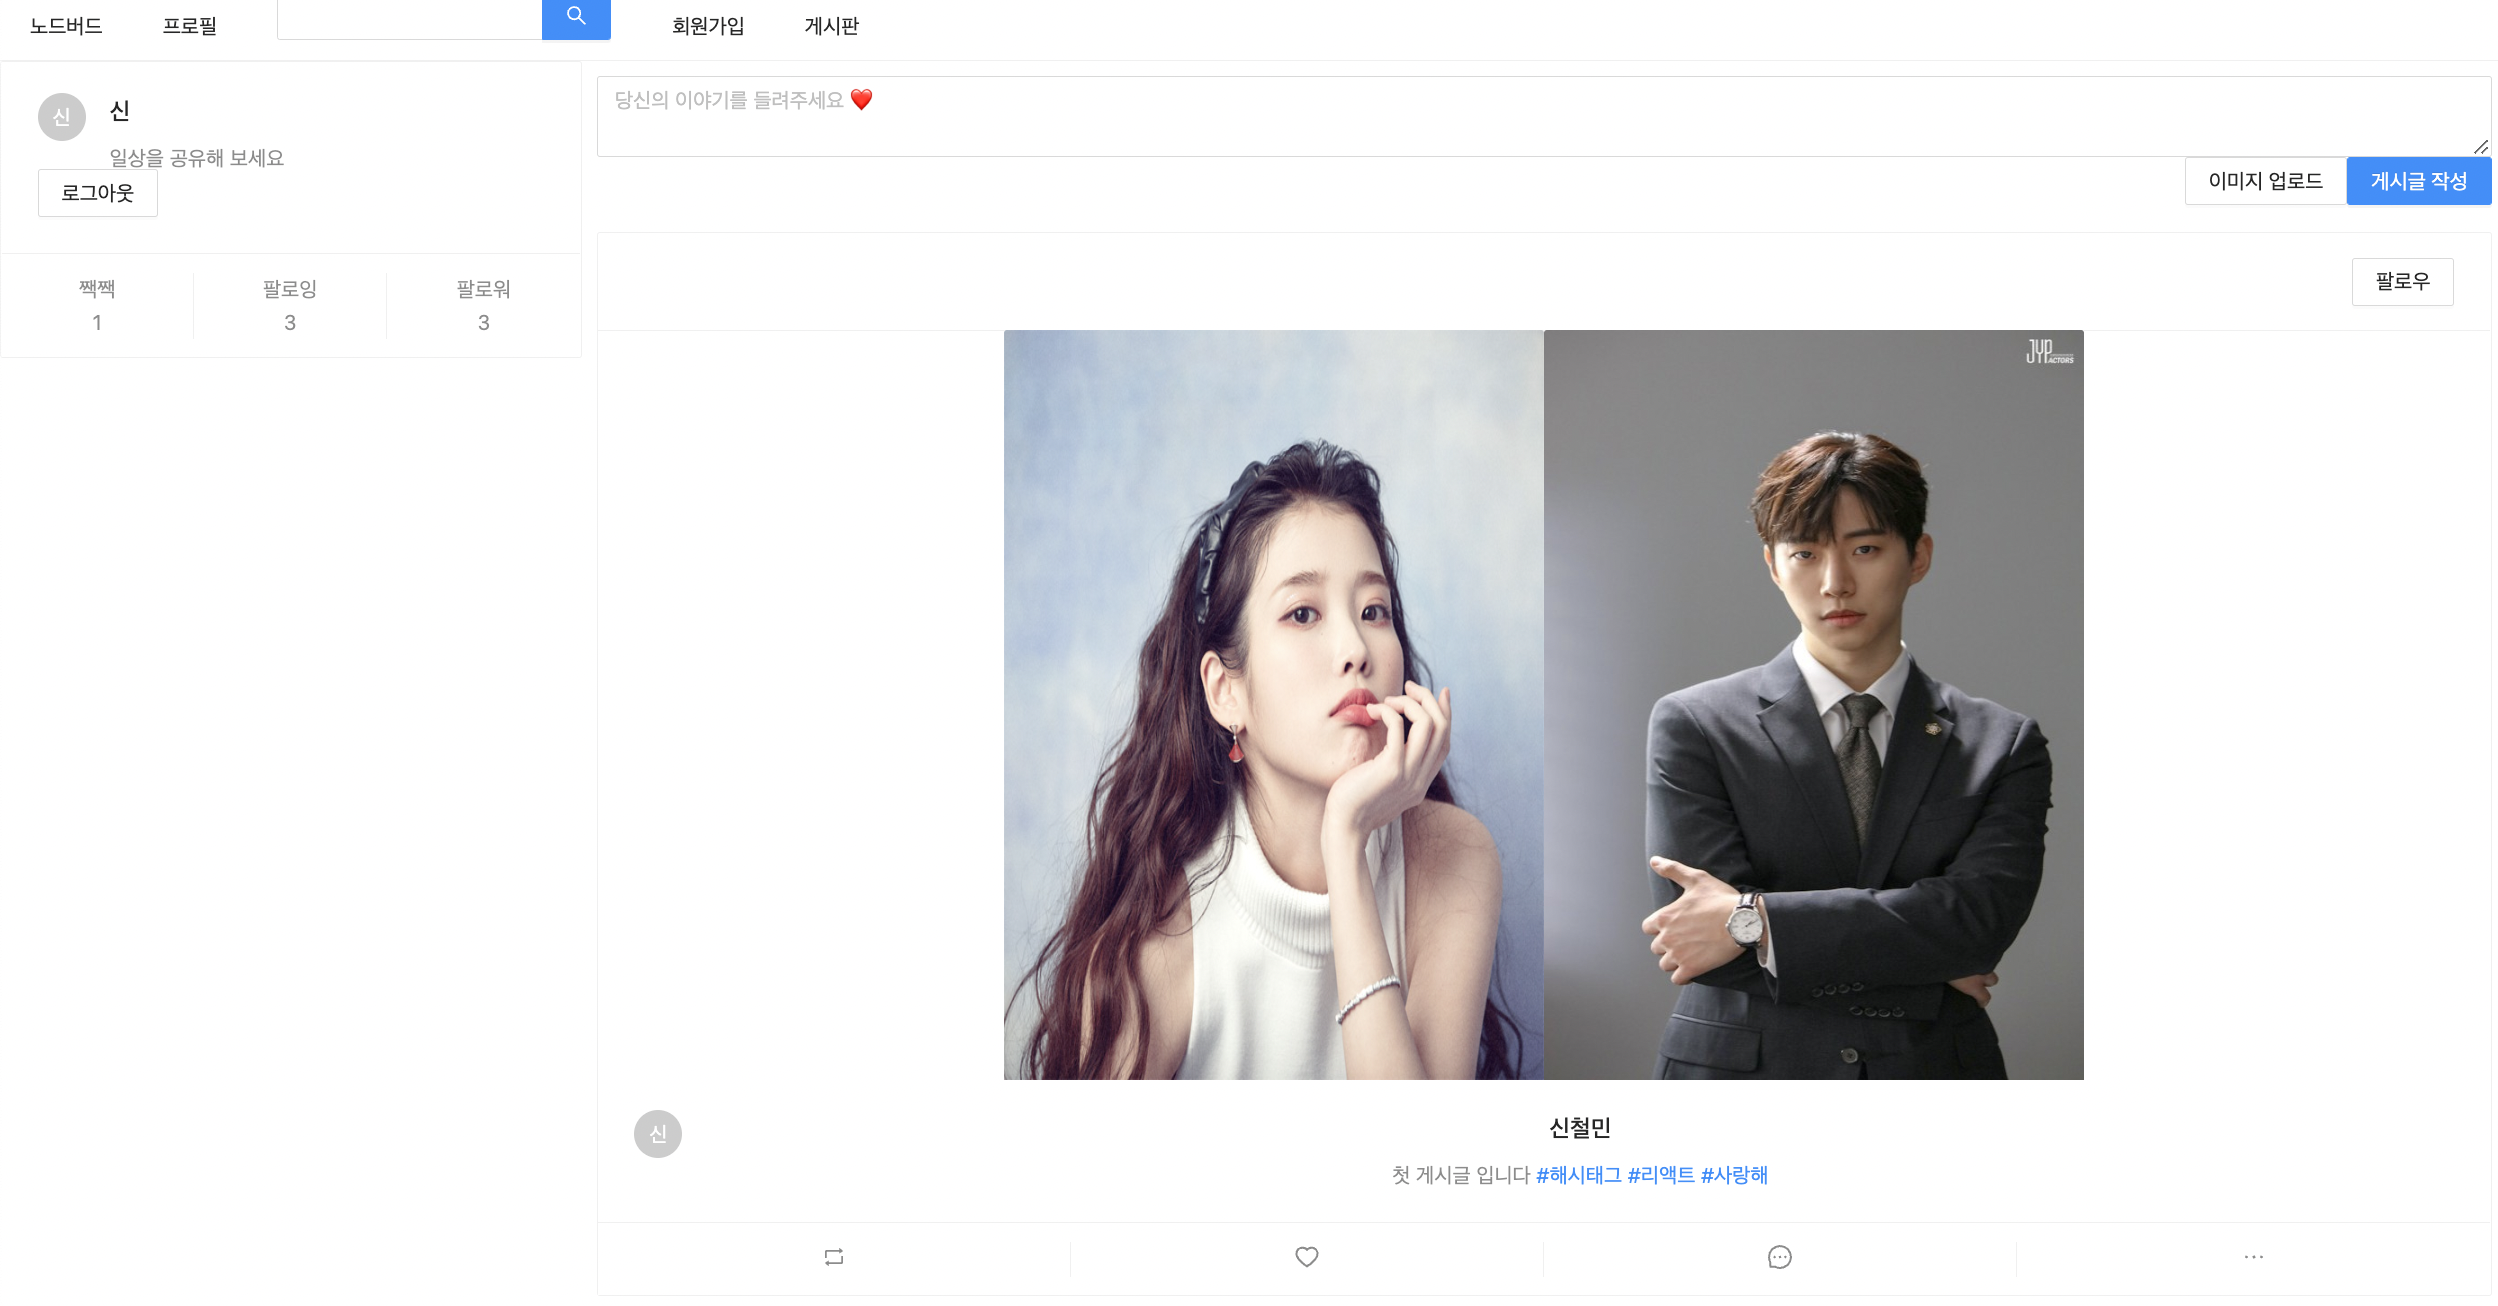 노드버드 프로필 회원가입 게시판
신 신
일상을 공유해 보세요
로그아웃
짹짹 팔로잉 팔로워
1 3 3
당신의 이야기를 들려주세요 ❤️
이미지 업로드 게시글 작성
팔로우
JYP ACTORS
신 신철민
첫 게시글 입니다 #해시태그 #리액트 #사랑해